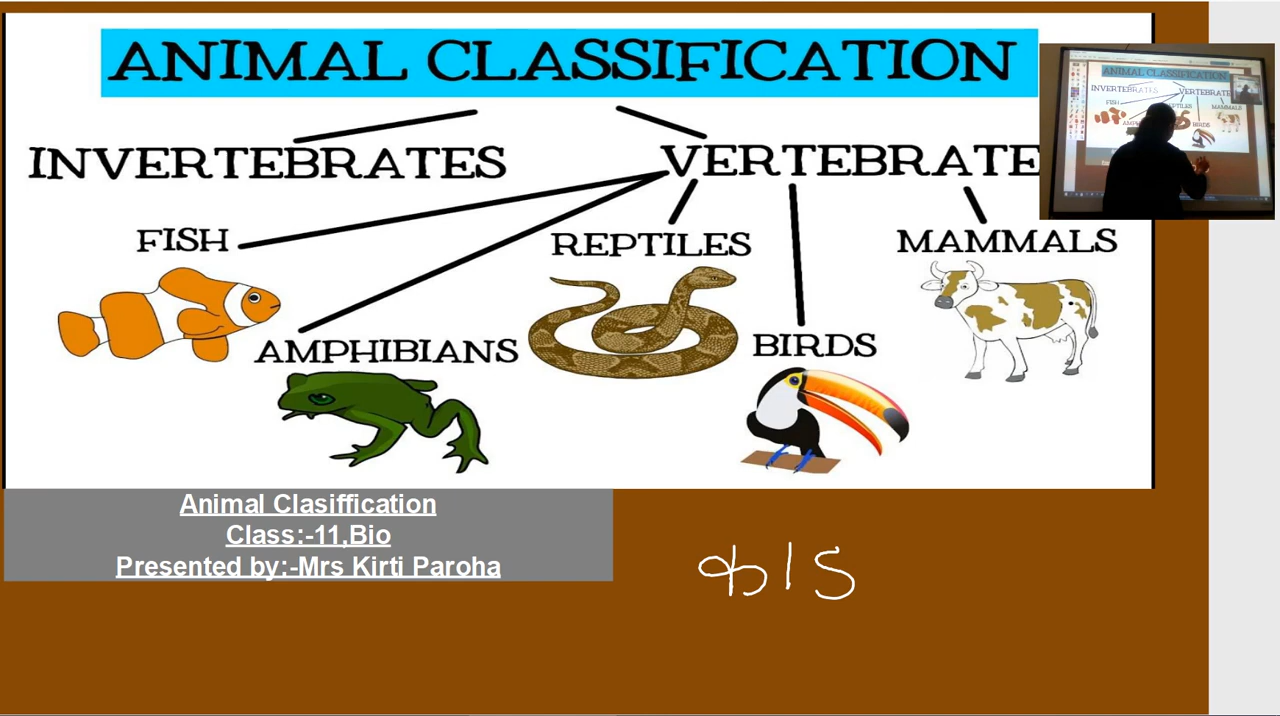 ANIMAL CLASSIFICATION
INVERTEBRATES
VERTEBRATE
FISH
REPTILES
MAMMALS
AMPHIBIANS
BIRDS
Animal Clasiffication
Class:-11,Bio
Presented by:-Mrs Kirti Paroha